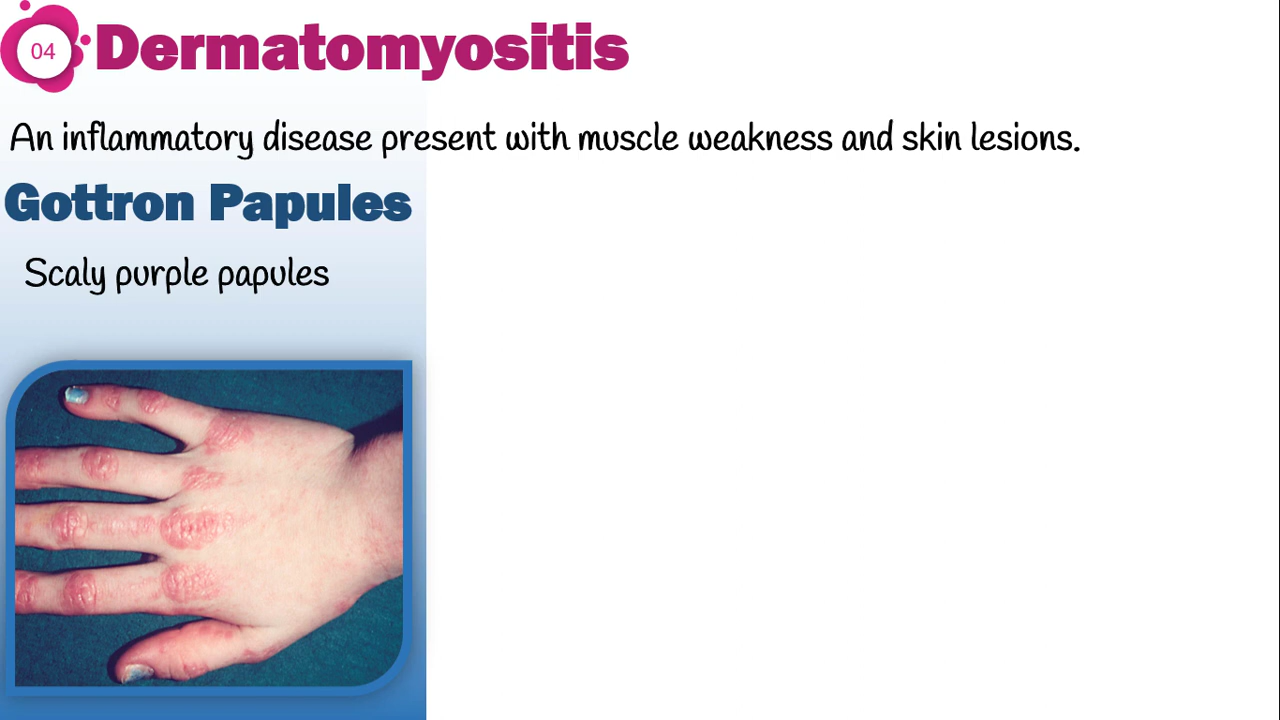 04
Dermatomyositis
An inflammatory disease present with muscle weakness and skin lesions.
Gottron Papules
Scaly purple papules